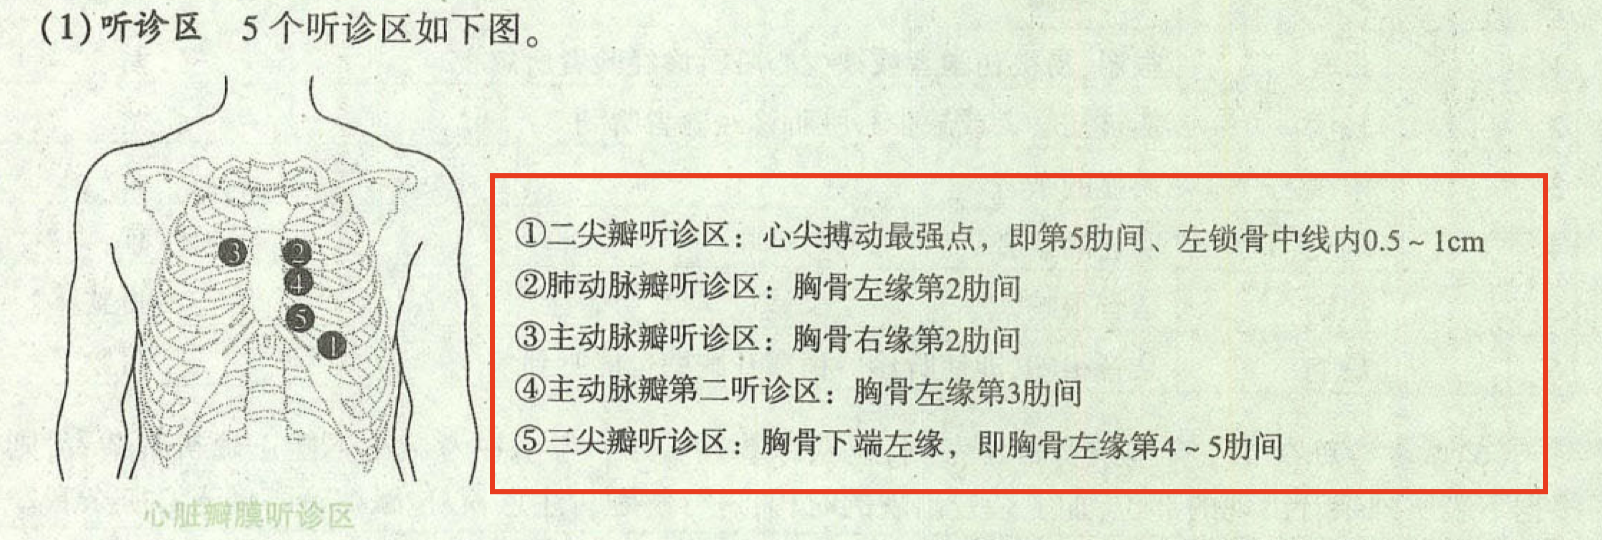 (1)听诊区 5个听诊区如下图。
③ ②
④
⑤
①
①二尖瓣听诊区：心尖搏动最强点，即第5肋间、左锁骨中线内0.5～1cm
②肺动脉瓣听诊区：胸骨左缘第2肋间
③主动脉瓣听诊区：胸骨右缘第2肋间
④主动脉瓣第二听诊区：胸骨左缘第3肋间
⑤三尖瓣听诊区：胸骨下端左缘，即胸骨左缘第4～5肋间
心脏瓣膜听诊区